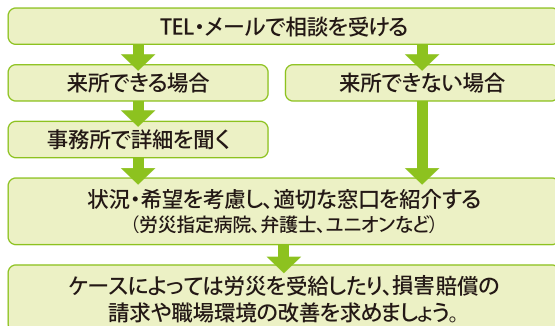 TEL・メールで相談を受ける
来所できる場合
来所できない場合
事務所で詳細を聞く
状況・希望を考慮し、適切な窓口を紹介する
（労災指定病院、弁護士、ユニオンなど）
ケースによっては労災を受給したり、損害賠償の
請求や職場環境の改善を求めましょう。